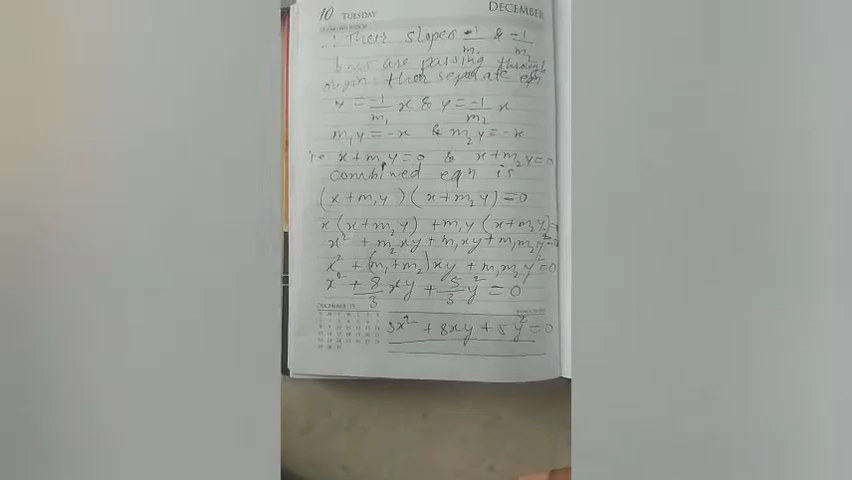 10 TUESDAY
DECEMBER
∴ Their slopes -1/m₁ & -1/m₂
lines are passing through
origin then separate eqn
y = -1/m₁ x & y = -1/m₂ x
m₁y = -x & m₂y = -x
i.e x + m₁y = 0 & x + m₂y = 0
combined eqn is
(x + m₁y)(x + m₂y) = 0
x(x + m₂y) + m₁y(x + m₂y) =
x² + m₂xy + m₁xy + m₁m₂y² = 0
x² + (m₁+m₂)xy + m₁m₂y² = 0
x² + 8/3 xy + 5/3 y² = 0
3x² + 8xy + 5y² = 0